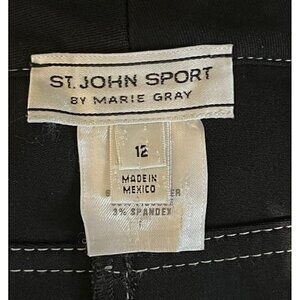 ST. JOHN SPORT
BY MARIE GRAY
12
MADE IN
MEXICO
3% SPANDEX